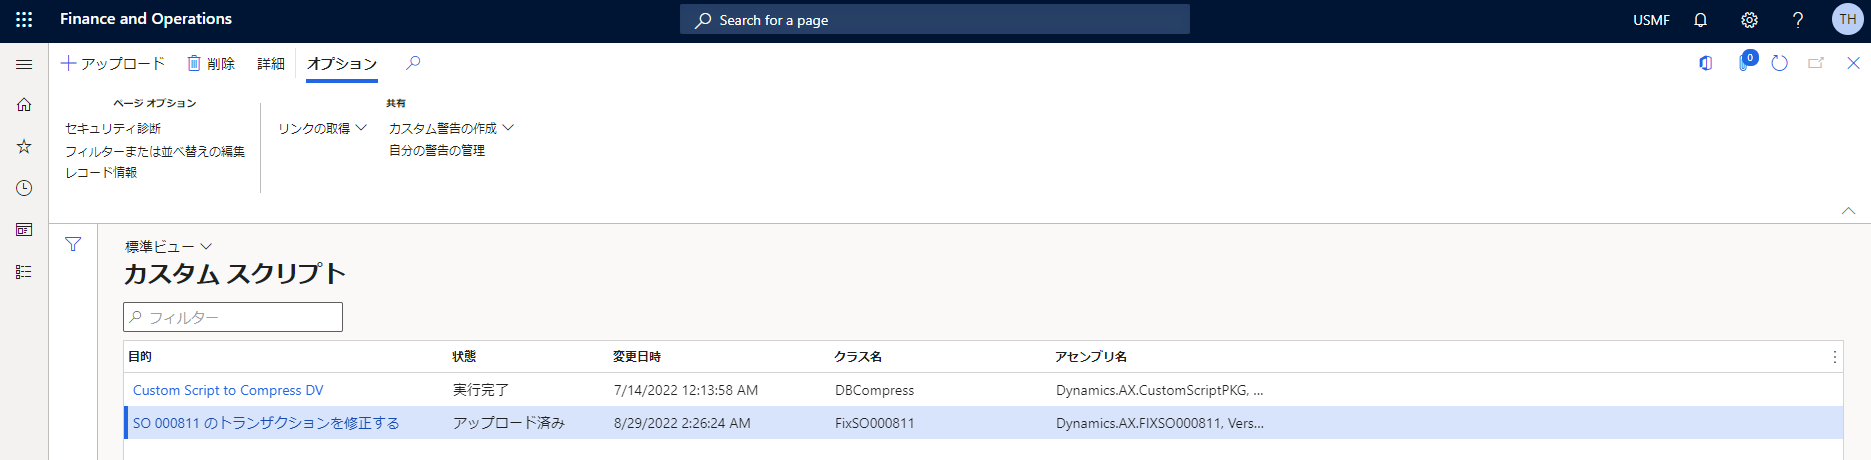 Finance and Operations
Search for a page
USMF
TH
アップロード
削除
詳細
オプション
0
ページ オプション
セキュリティ診断
フィルターまたは並べ替えの編集
レコード情報
共有
リンクの取得
カスタム警告の作成
自分の警告の管理
標準ビュー
カスタム スクリプト
フィルター
目的 状態 変更日時 クラス名 アセンブリ名
Custom Script to Compress DV 実行完了 7/14/2022 12:13:58 AM DBCompress Dynamics.AX.CustomScriptPKG, ...
SO 000811 のトランザクションを修正する アップロード済み 8/29/2022 2:26:24 AM FixSO000811 Dynamics.AX.FIXSO000811, Vers...